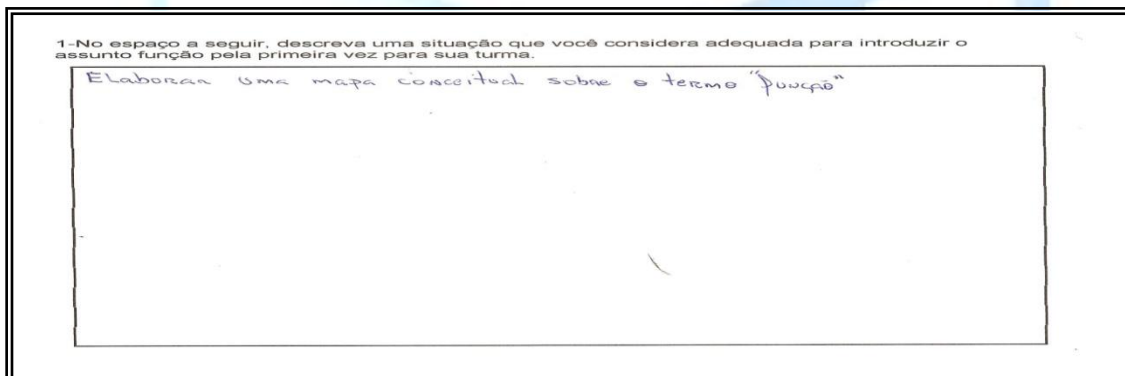 1-No espaço a seguir, descreva uma situação que você considera adequada para introduzir o
assunto função pela primeira vez para sua turma.
Elaborar uma mapa conceitual sobre o termo "função"